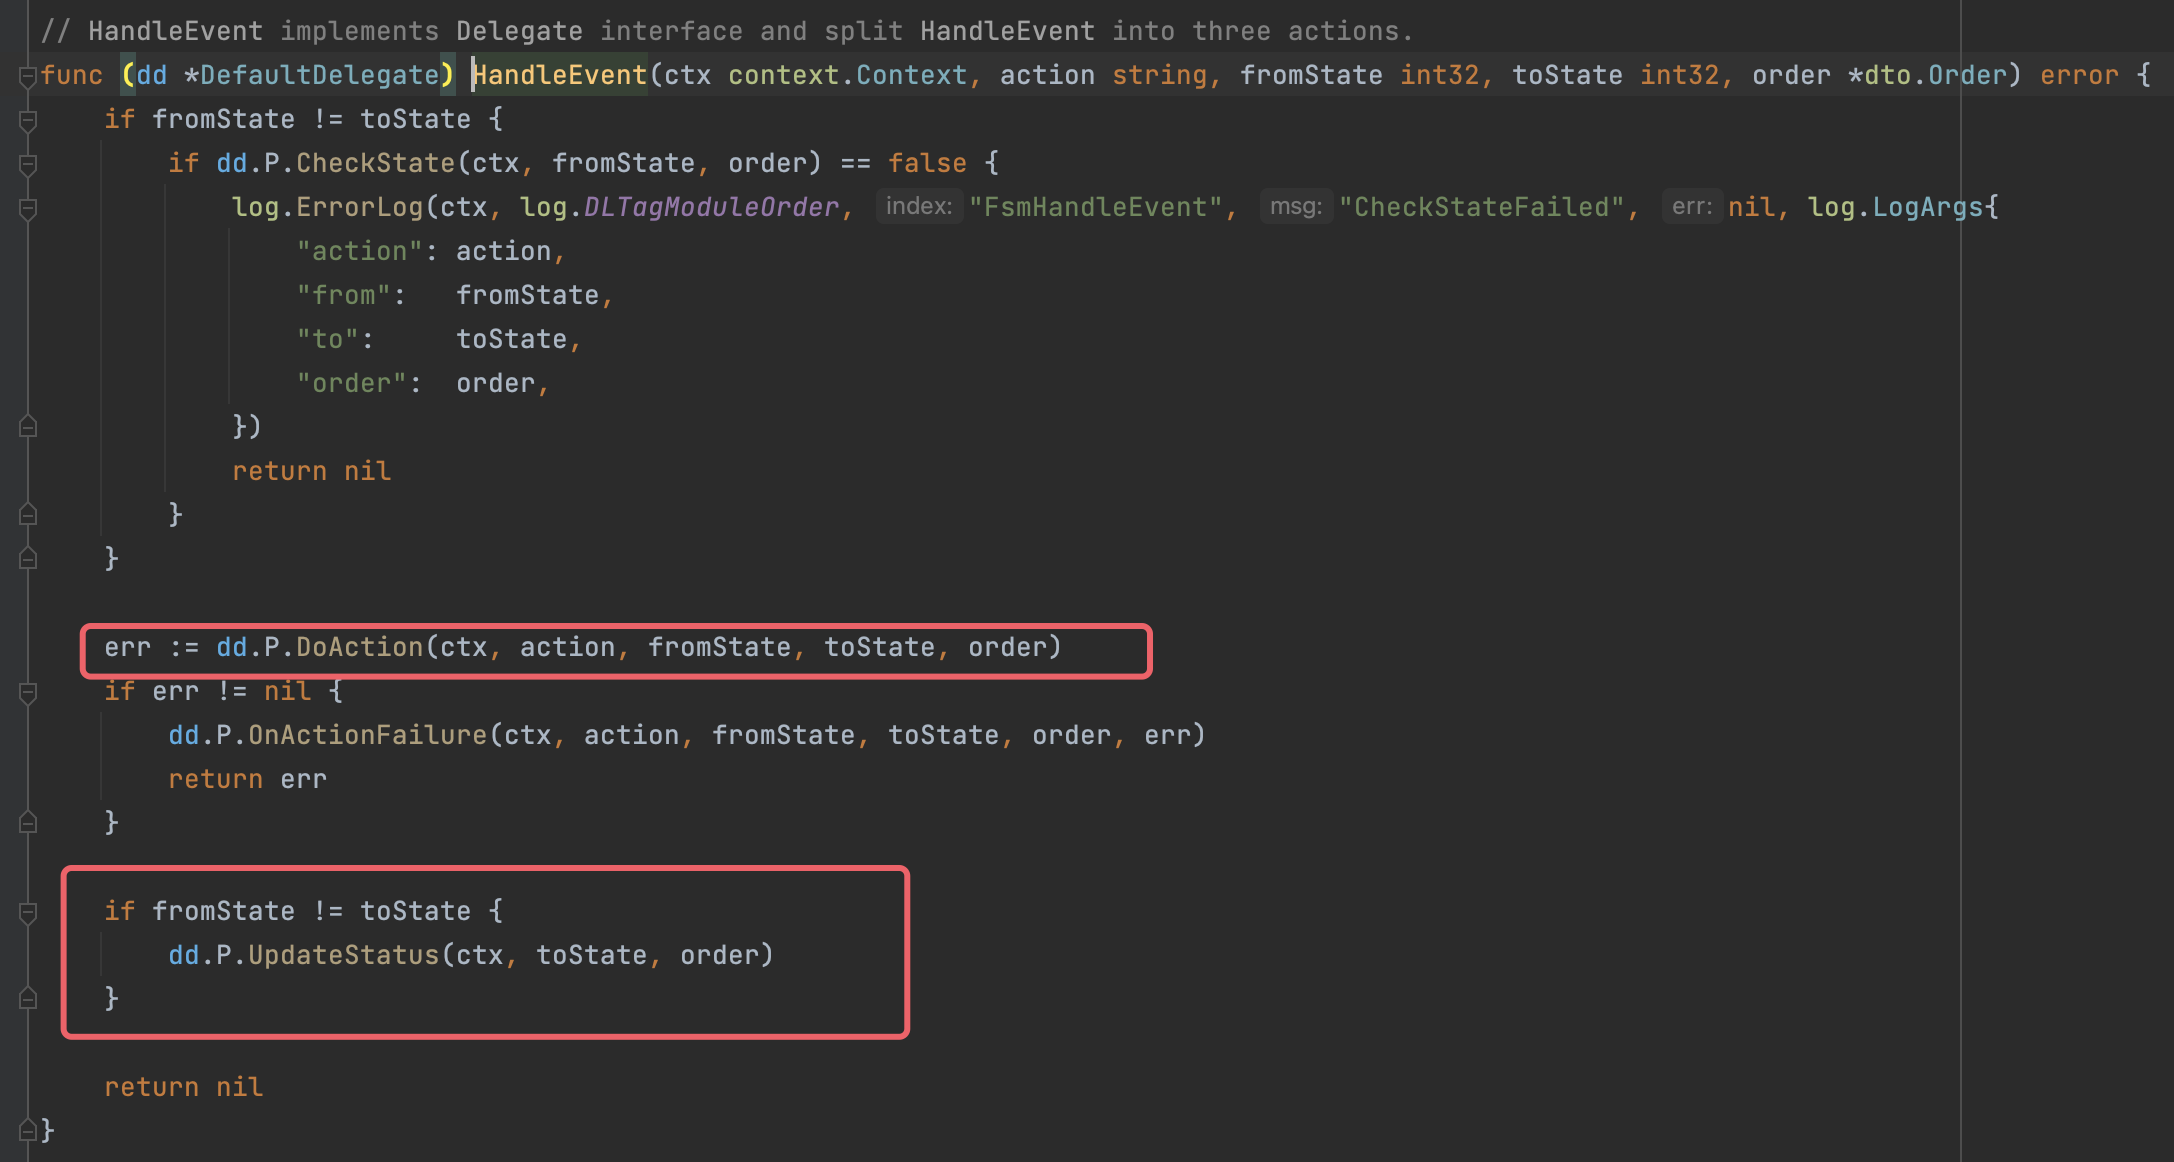 // HandleEvent implements Delegate interface and split HandleEvent into three actions.
func (dd *DefaultDelegate) HandleEvent(ctx context.Context, action string, fromState int32, toState int32, order *dto.Order) error {
if fromState != toState {
if dd.P.CheckState(ctx, fromState, order) == false {
log.ErrorLog(ctx, log.DLTagModuleOrder, index: "FsmHandleEvent", msg: "CheckStateFailed", err: nil, log.LogArgs{
"action": action,
"from": fromState,
"to": toState,
"order": order,
})
return nil
}
}
err := dd.P.DoAction(ctx, action, fromState, toState, order)
if err != nil {
dd.P.OnActionFailure(ctx, action, fromState, toState, order, err)
return err
}
if fromState != toState {
dd.P.UpdateStatus(ctx, toState, order)
}
return nil
}